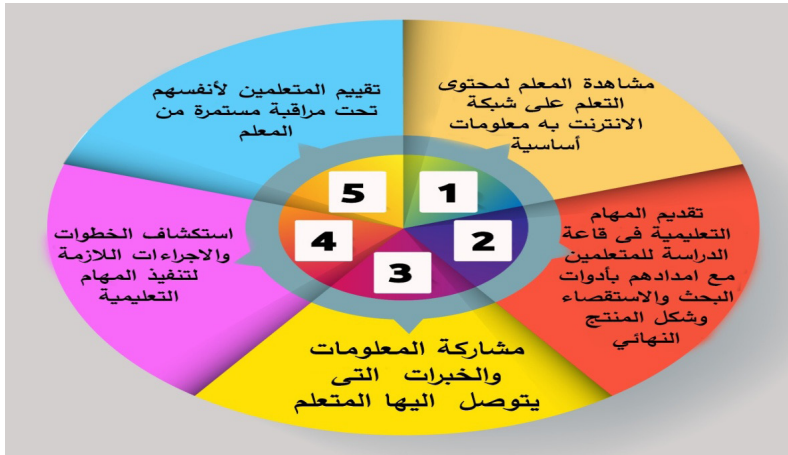 1
مشاهدة المعلم لمحتوى
التعلم على شبكة
الانترنت به معلومات
أساسية
2
تقديم المهام
التعليمية فى قاعة
الدراسة للمتعلمين
مع امدادهم بأدوات
البحث والاستقصاء
وشكل المنتج
النهائي
3
مشاركة المعلومات
والخبرات التى
يتوصل اليها المتعلم
4
استكشاف الخطوات
والاجراءات اللازمة
لتنفيذ المهام
التعليمية
5
تقييم المتعلمين لأنفسهم
تحت مراقبة مستمرة من
المعلم